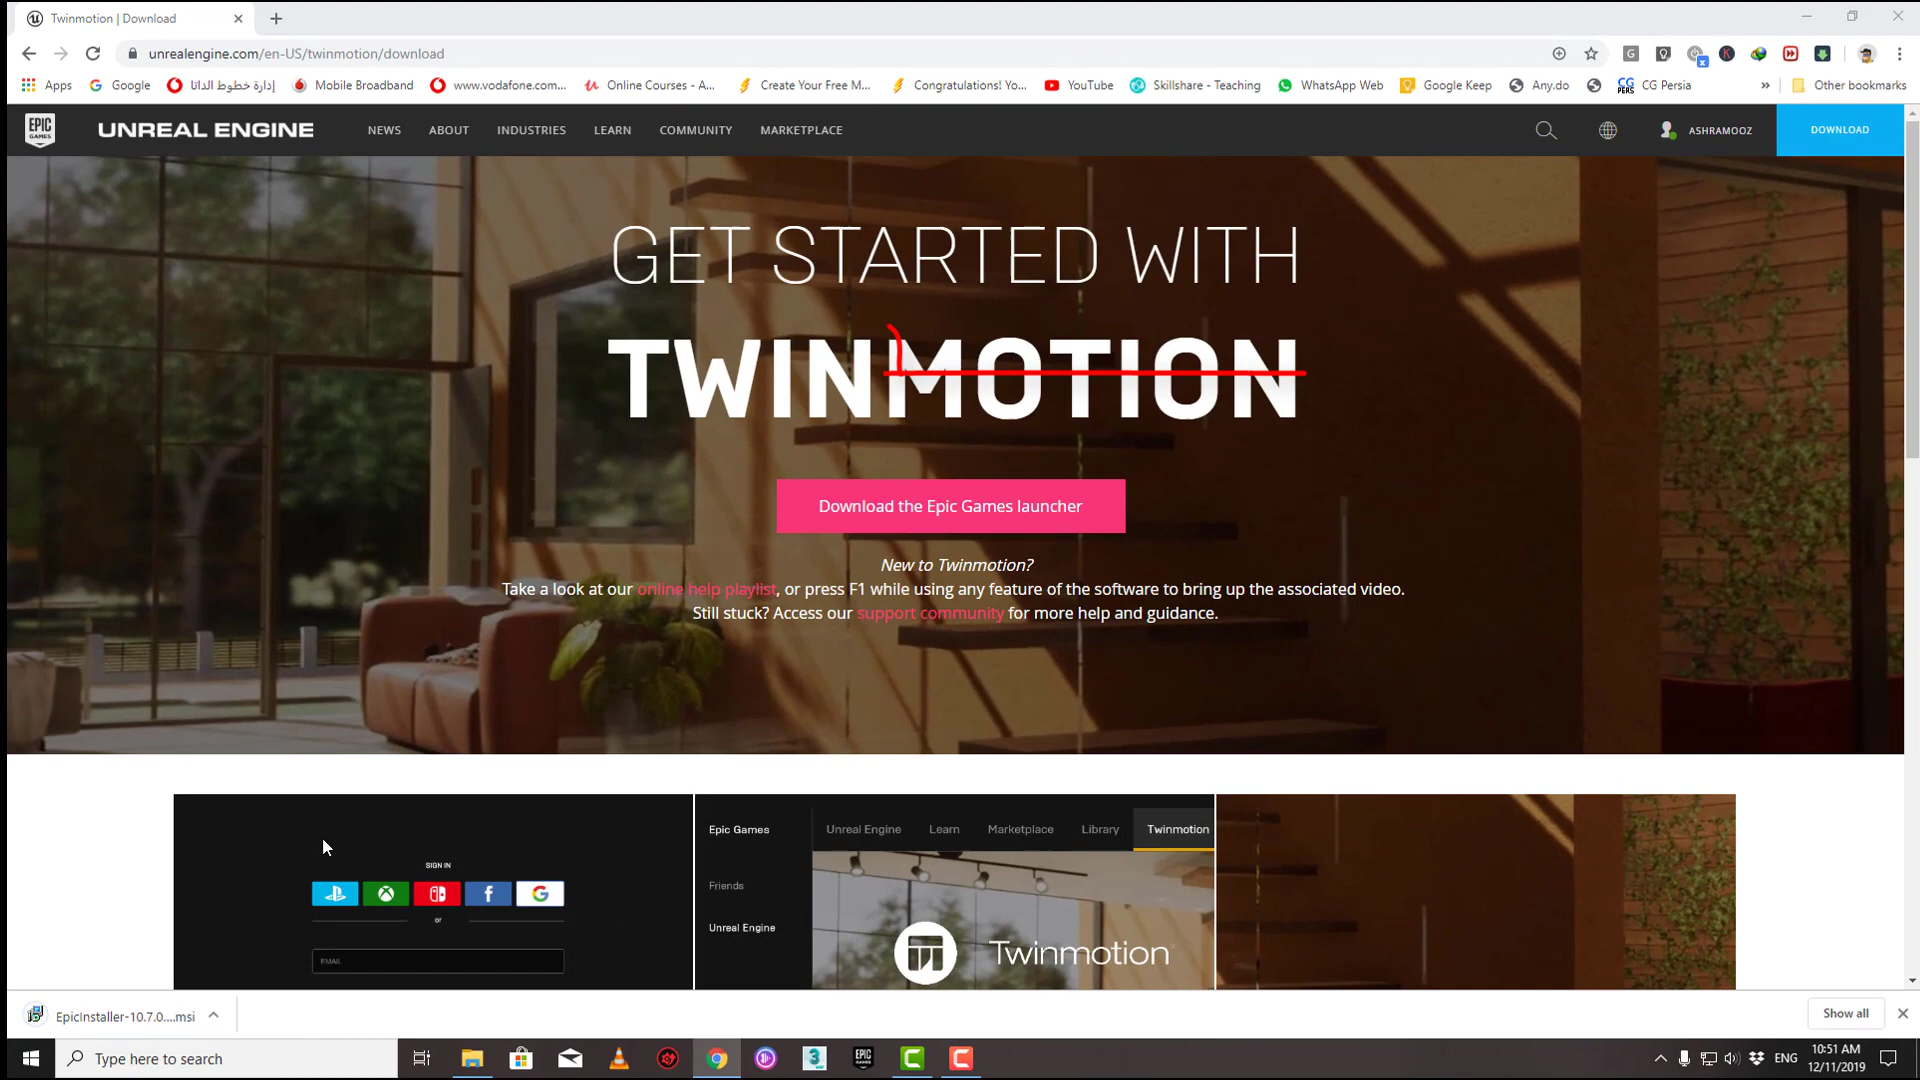 Twinmotion | Download
unrealengine.com/en-US/twinmotion/download
Apps Google إدارة خطوط الداتا Mobile Broadband www.vodafone.com... Online Courses - A... Create Your Free M... Congratulations! Yo... YouTube Skillshare - Teaching WhatsApp Web Google Keep Any.do CG Persia » Other bookmarks
EPIC GAMES UNREAL ENGINE NEWS ABOUT INDUSTRIES LEARN COMMUNITY MARKETPLACE ASHRAMOOZ DOWNLOAD
GET STARTED WITH
TWINMOTION
Download the Epic Games launcher
New to Twinmotion?
Take a look at our online help playlist, or press F1 while using any feature of the software to bring up the associated video.
Still stuck? Access our support community for more help and guidance.
SIGN IN
or
EMAIL
Epic Games Unreal Engine Learn Marketplace Library Twinmotion
Friends
Unreal Engine
Twinmotion
EpicInstaller-10.7.0....msi Show all
Type here to search ENG 10:51 AM
12/11/2019